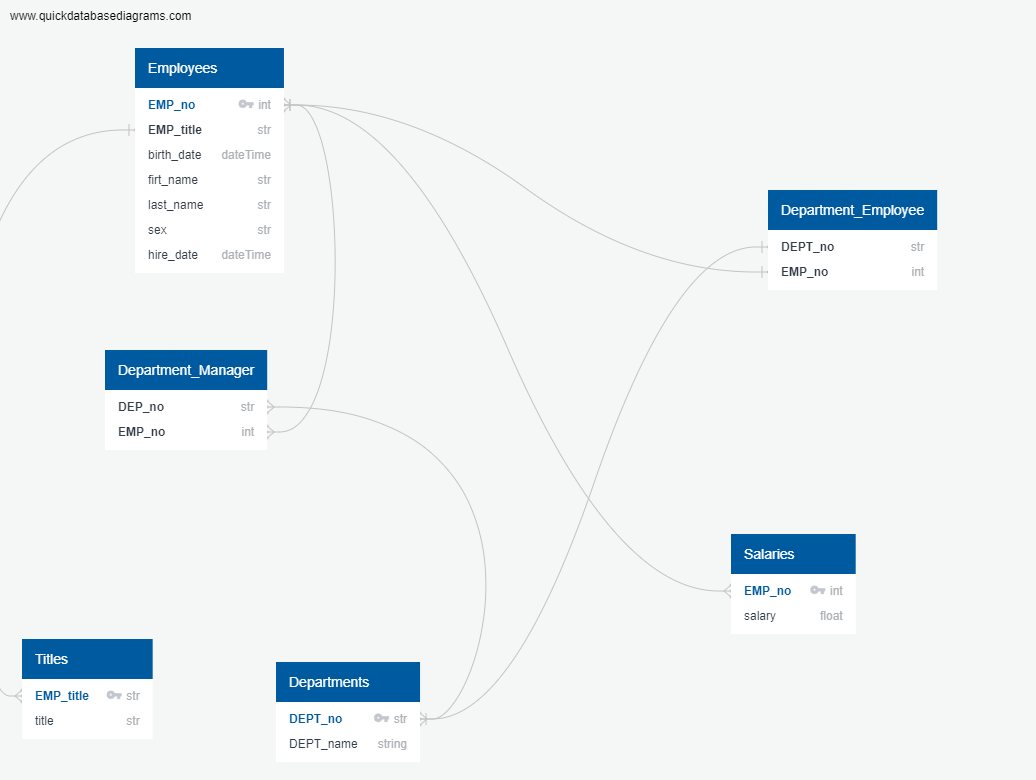 www.quickdatabasediagrams.com
Employees
EMP_no int
EMP_title str
birth_date dateTime
firt_name str
last_name str
sex str
hire_date dateTime
Department_Employee
DEPT_no str
EMP_no int
Department_Manager
DEP_no str
EMP_no int
Salaries
EMP_no int
salary float
Titles
EMP_title str
title str
Departments
DEPT_no str
DEPT_name string